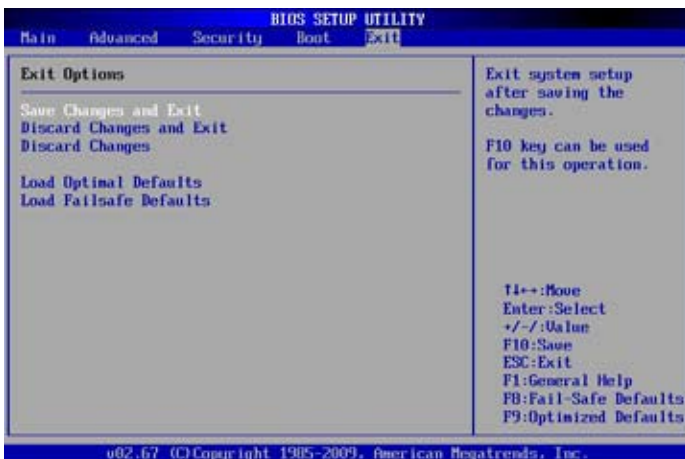 BIOS SETUP UTILITY
Main Advanced Security Boot Exit
Exit Options
Save Changes and Exit
Discard Changes and Exit
Discard Changes
Load Optimal Defaults
Load Failsafe Defaults
Exit system setup
after saving the
changes.
F10 key can be used
for this operation.
↑↓←→:Move
Enter:Select
+/-/:Value
F10:Save
ESC:Exit
F1:General Help
F8:Fail-Safe Defaults
F9:Optimized Defaults
v02.67 (C)Copyright 1985-2009, American Megatrends, Inc.